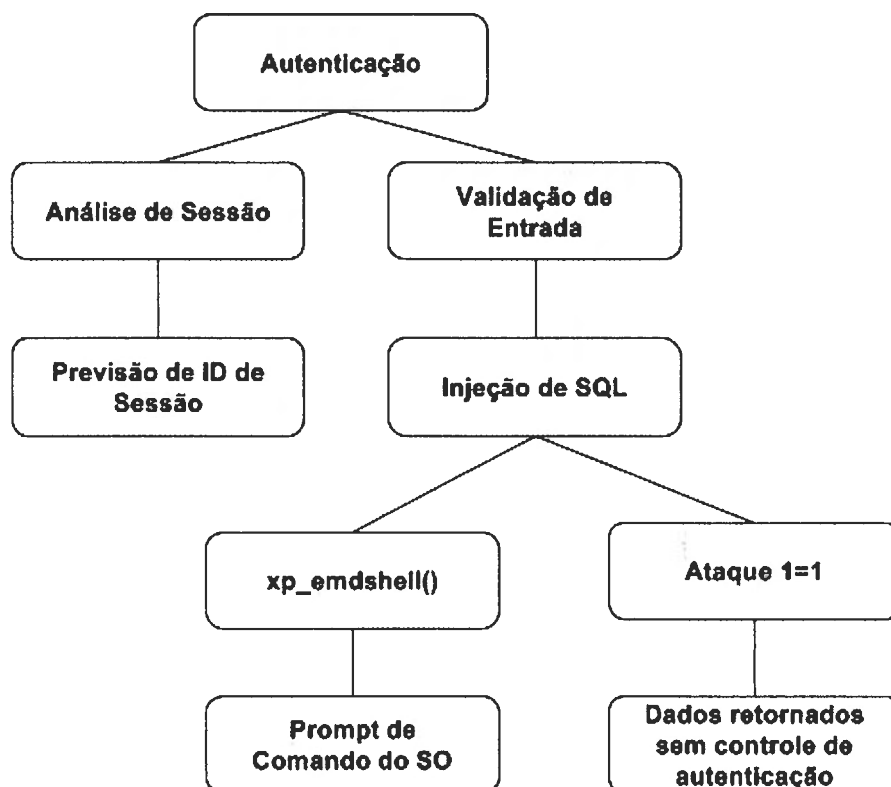 Autenticação
Análise de Sessão
Validação de
Entrada
Previsão de ID de
Sessão
Injeção de SQL
xp_emdshell()
Ataque 1=1
Prompt de
Comando do SO
Dados retornados
sem controle de
autenticação